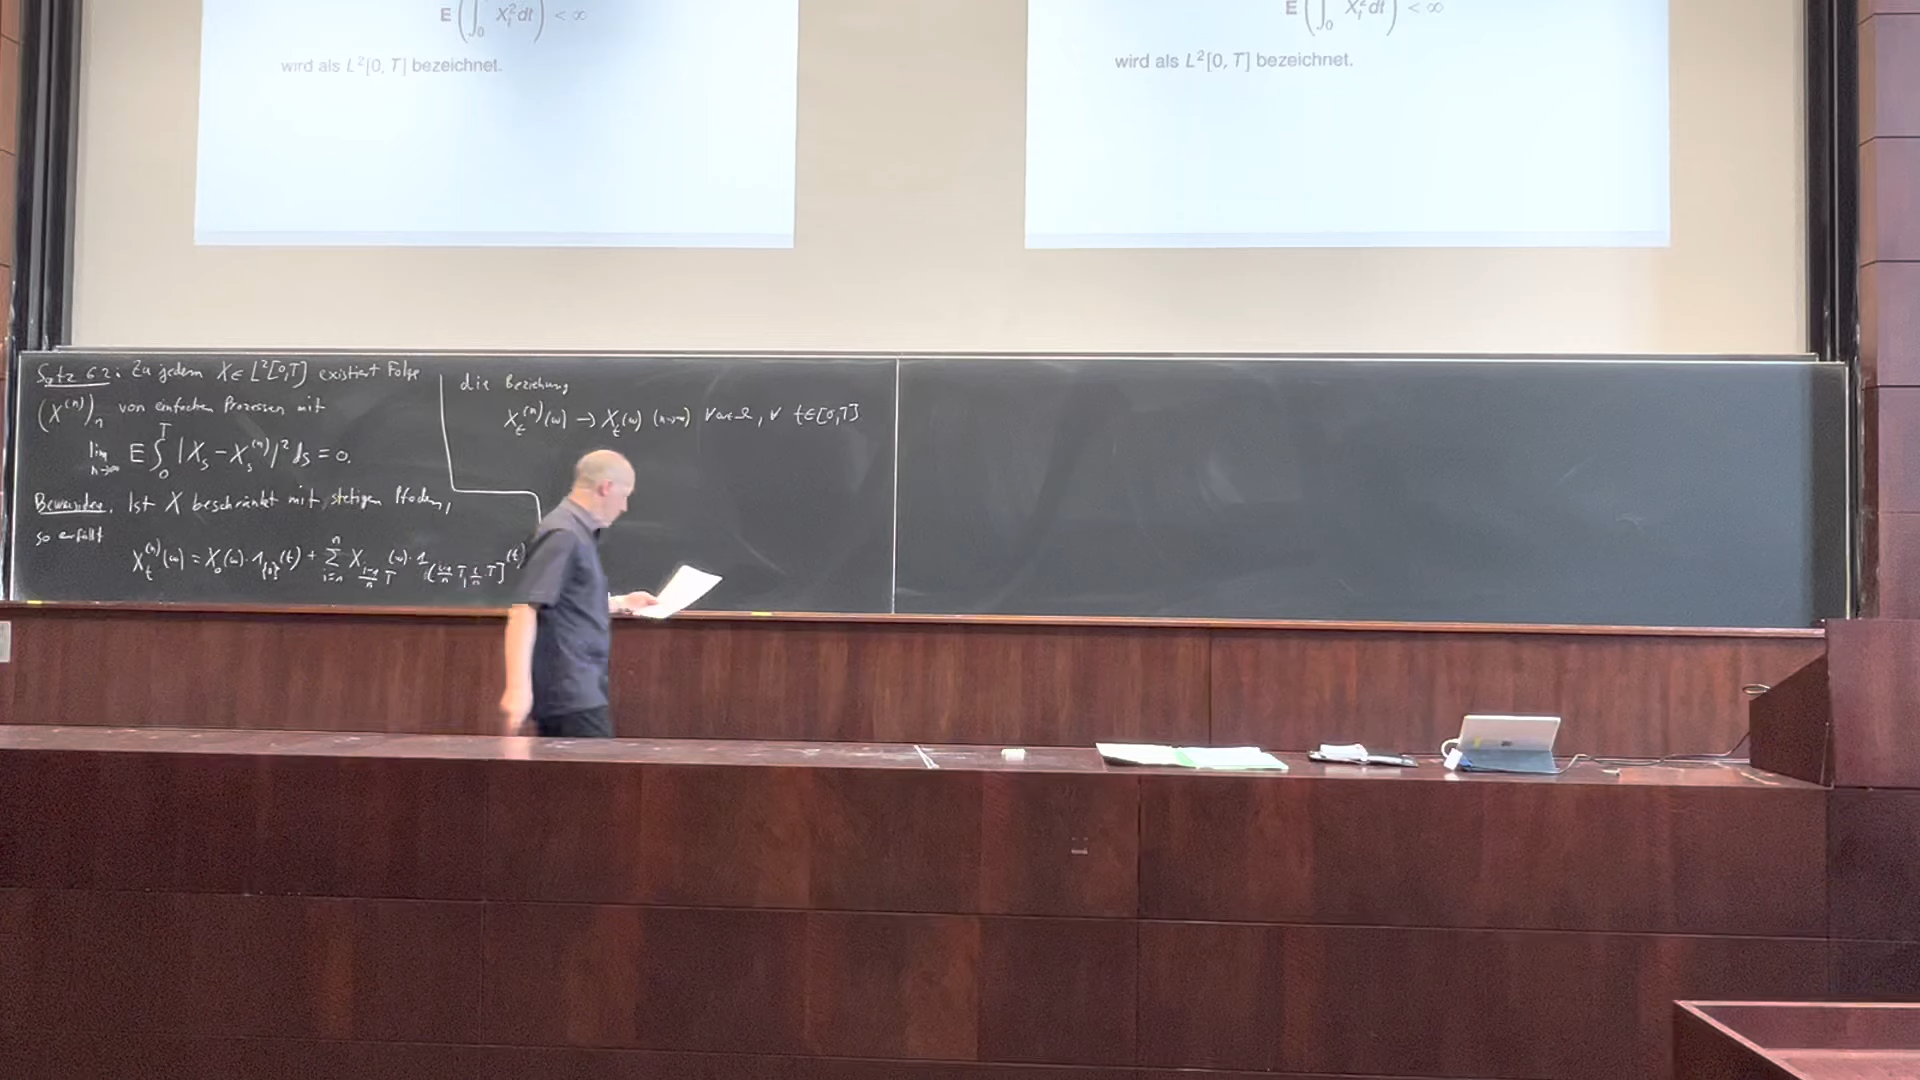 E ( ∫₀ X_t² dt ) < ∞
wird als L²[0, T] bezeichnet.
E ( ∫₀ X_t² dt ) < ∞
wird als L²[0, T] bezeichnet.
Satz 6.2: Zu jedem X ∈ L²[0,T] existiert Folge
(X^(n))_n von einfachen Prozessen mit
lim_{n→∞} E ∫₀^T |X_s − X_s^(n)|² ds = 0.
Ist X beschränkt mit stetigen Pfaden,
so erfüllt
X_t^(n)(ω) = X_0(ω)·1_{0}(t) + Σ_{i=1}^n X_{(i-1)/n T}(ω)·1_{((i-1)/n T, i/n T]}(t)
die Beziehung
X_t^(n)(ω) → X_t(ω) (n→∞) ∀ω∈Ω, ∀ t∈[0,T]